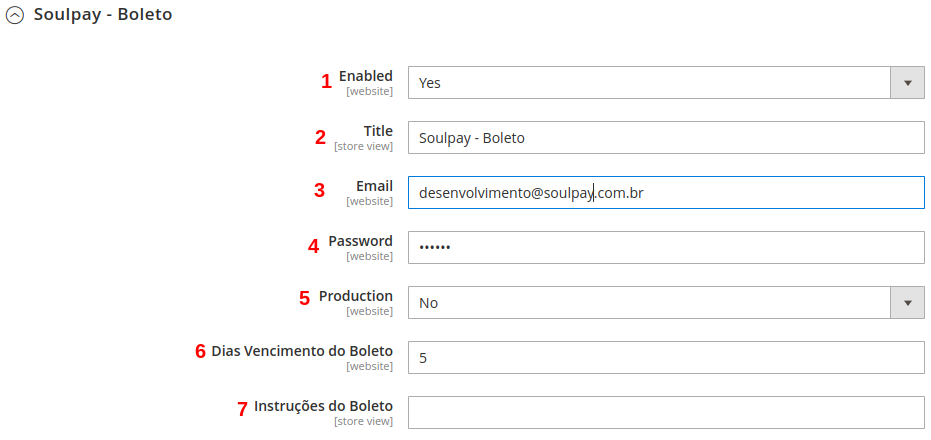 Soulpay - Boleto
1 Enabled Yes
[website]
2 Title Soulpay - Boleto
[store view]
3 Email desenvolvimento@soulpay.com.br
[website]
4 Password ••••••
[website]
5 Production No
[website]
6 Dias Vencimento do Boleto 5
[website]
7 Instruções do Boleto
[store view]